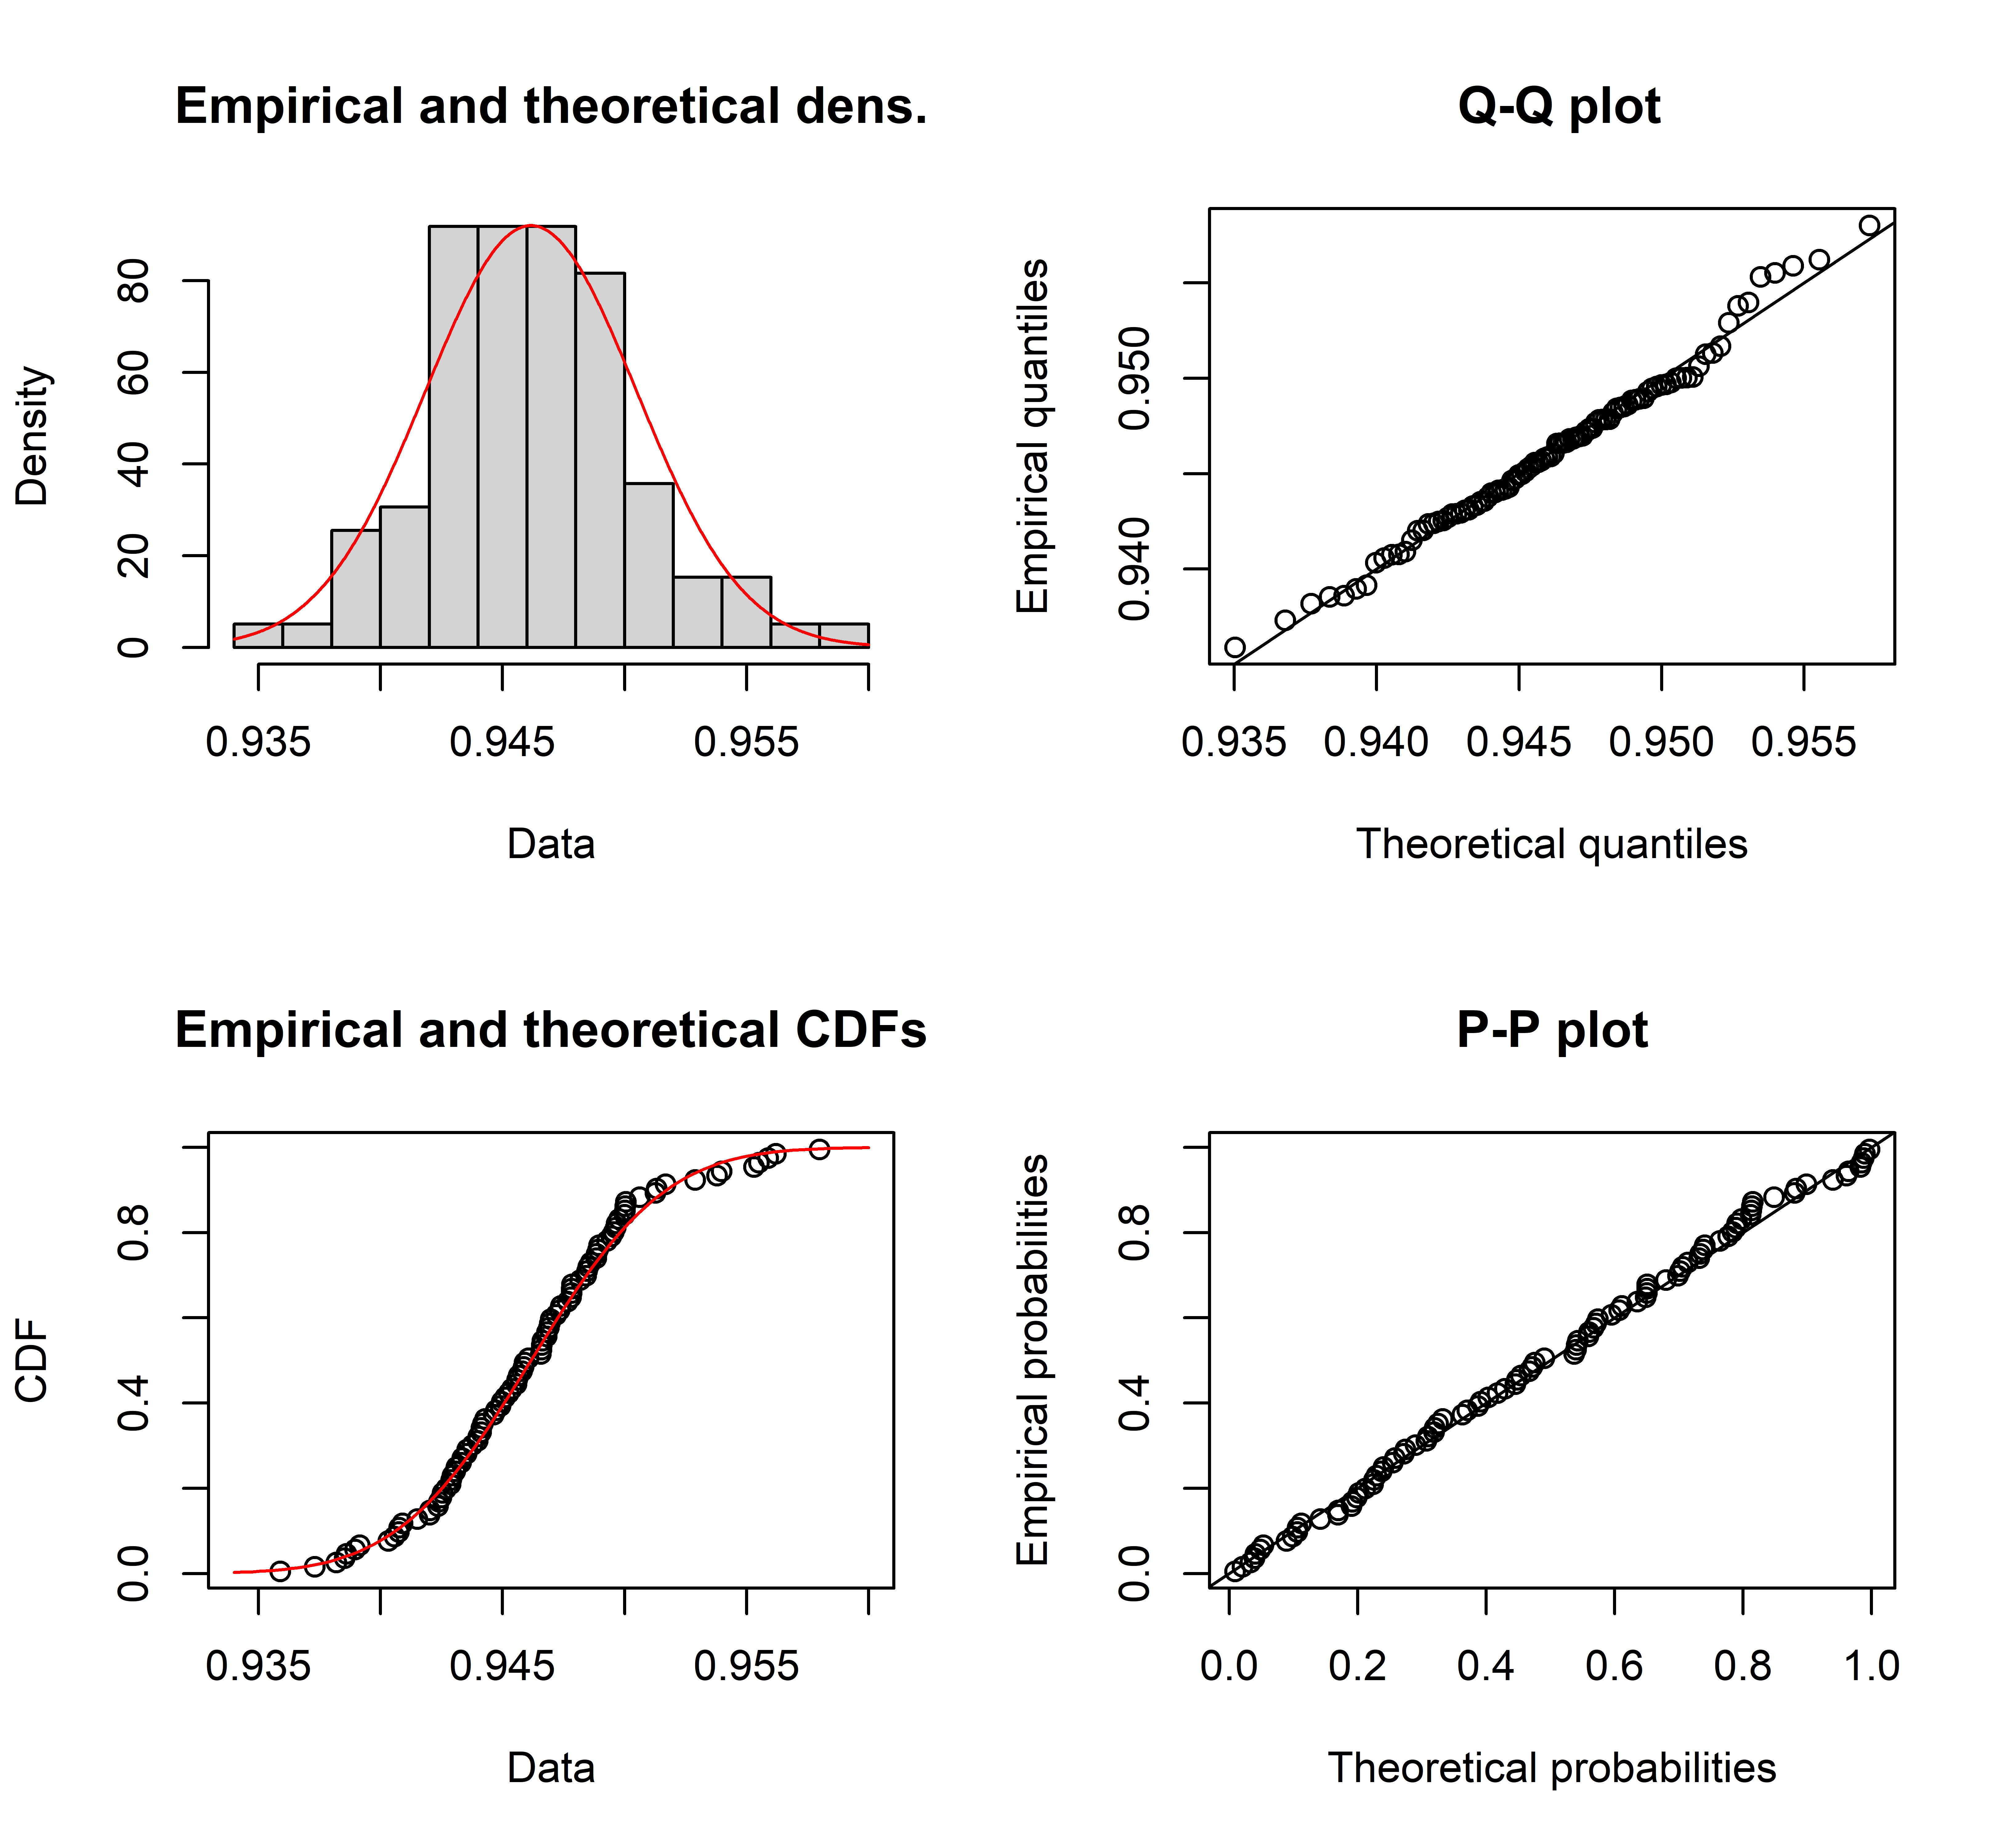 Empirical and theoretical dens.
Density
0 20 40 60 80
0.935 0.945 0.955
Data
Q-Q plot
Empirical quantiles
0.940 0.950
0.935 0.940 0.945 0.950 0.955
Theoretical quantiles
Empirical and theoretical CDFs
CDF
0.0 0.4 0.8
0.935 0.945 0.955
Data
P-P plot
Empirical probabilities
0.0 0.4 0.8
0.0 0.2 0.4 0.6 0.8 1.0
Theoretical probabilities